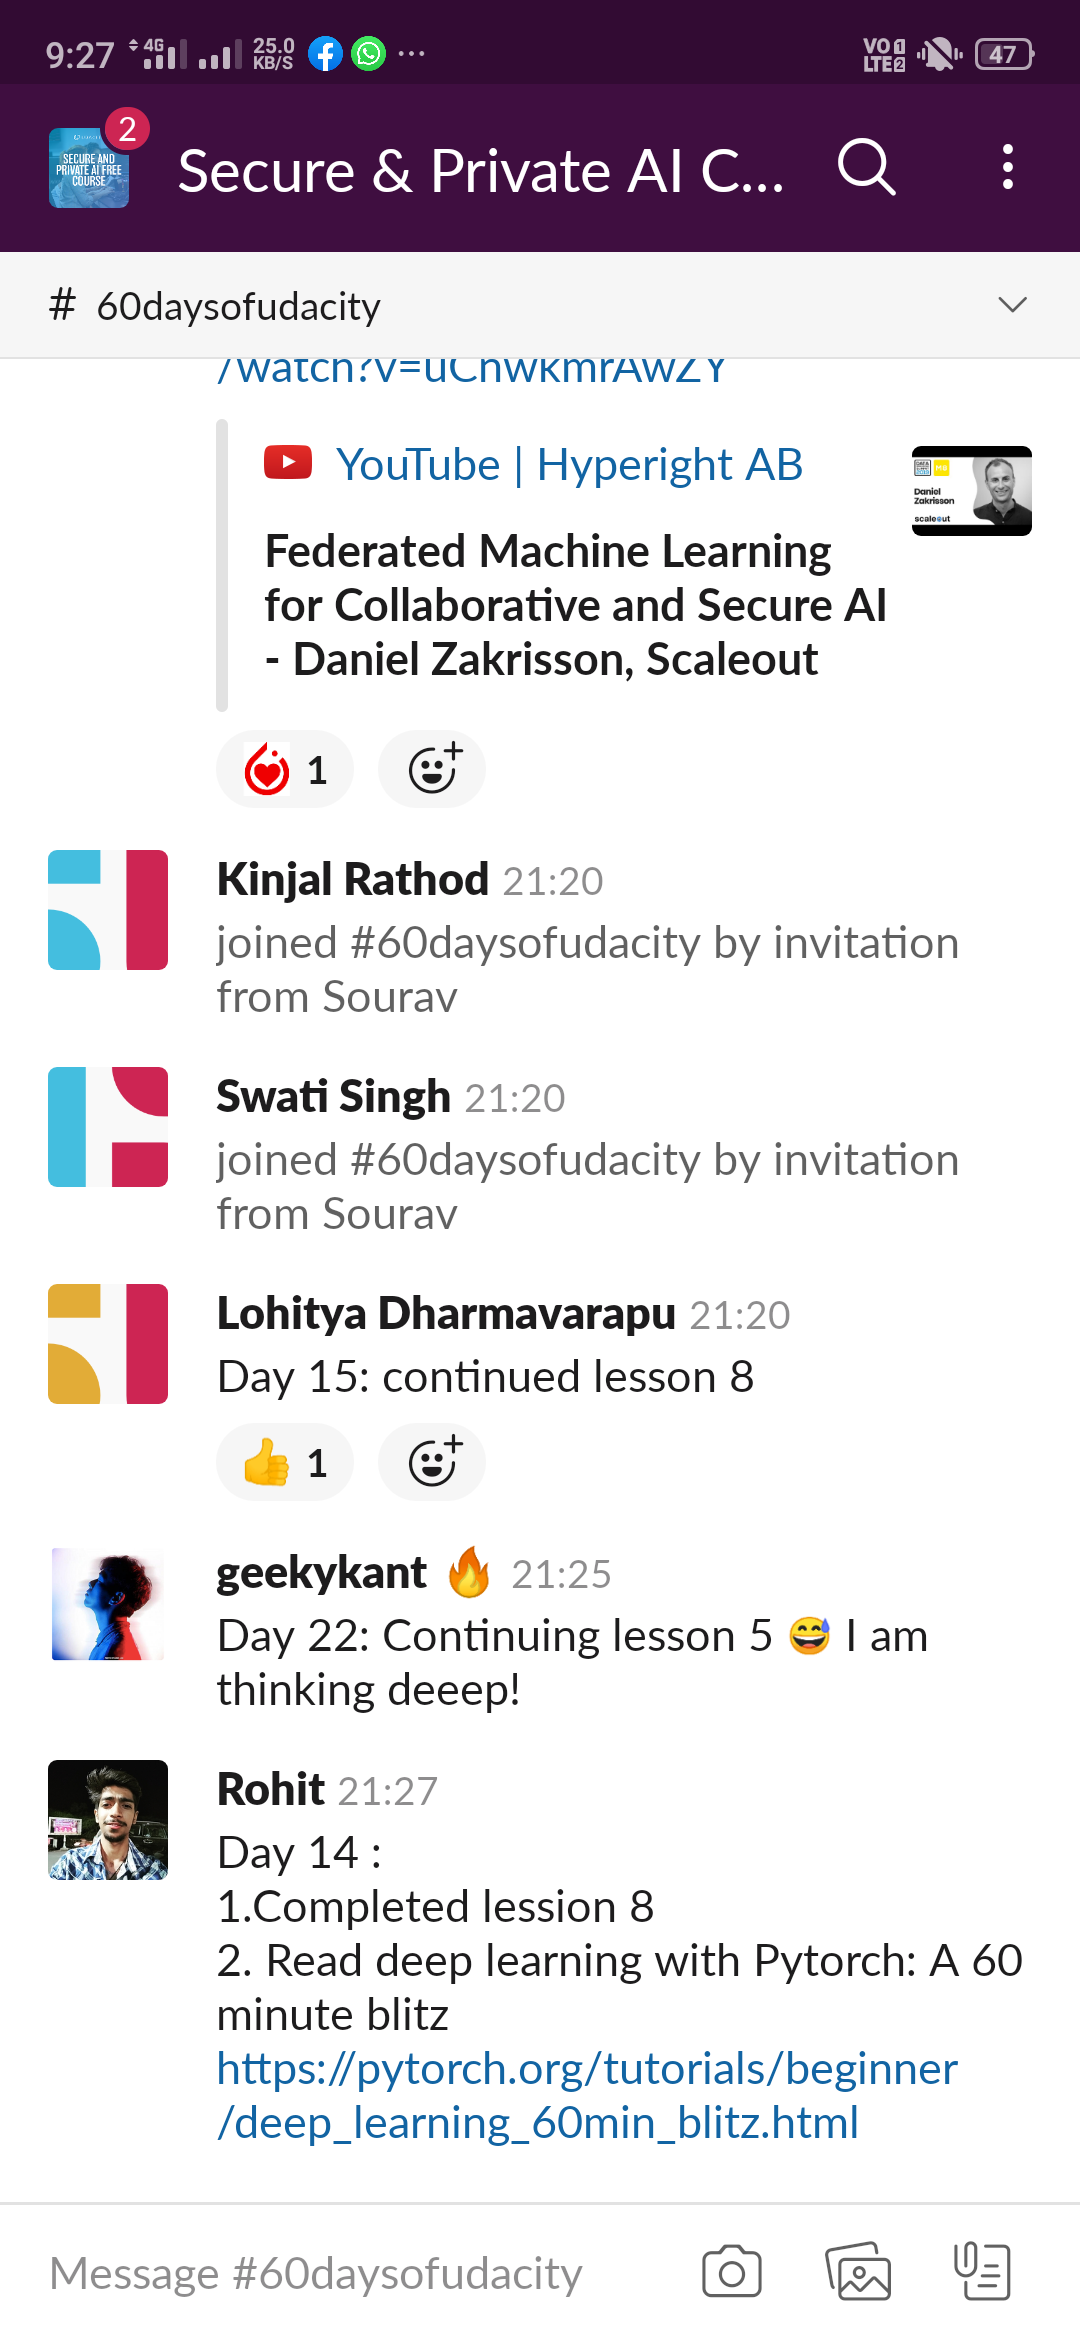 9:27 4G 25.0 KB/S ... VO LTE 1 2 47
2
SECURE AND
PRIVATE AI FREE
COURSE
Secure & Private AI C...
# 60daysofudacity
/watch?v=uChwkmrAwZY
YouTube | Hyperight AB
Daniel
Zakrisson
scaleout
Federated Machine Learning
for Collaborative and Secure AI
- Daniel Zakrisson, Scaleout
1
Kinjal Rathod 21:20
joined #60daysofudacity by invitation
from Sourav
Swati Singh 21:20
joined #60daysofudacity by invitation
from Sourav
Lohitya Dharmavarapu 21:20
Day 15: continued lesson 8
👍 1
geekykant 🔥 21:25
Day 22: Continuing lesson 5 😅 I am
thinking deeep!
Rohit 21:27
Day 14 :
1.Completed lession 8
2. Read deep learning with Pytorch: A 60
minute blitz
https://pytorch.org/tutorials/beginner
/deep_learning_60min_blitz.html
Message #60daysofudacity